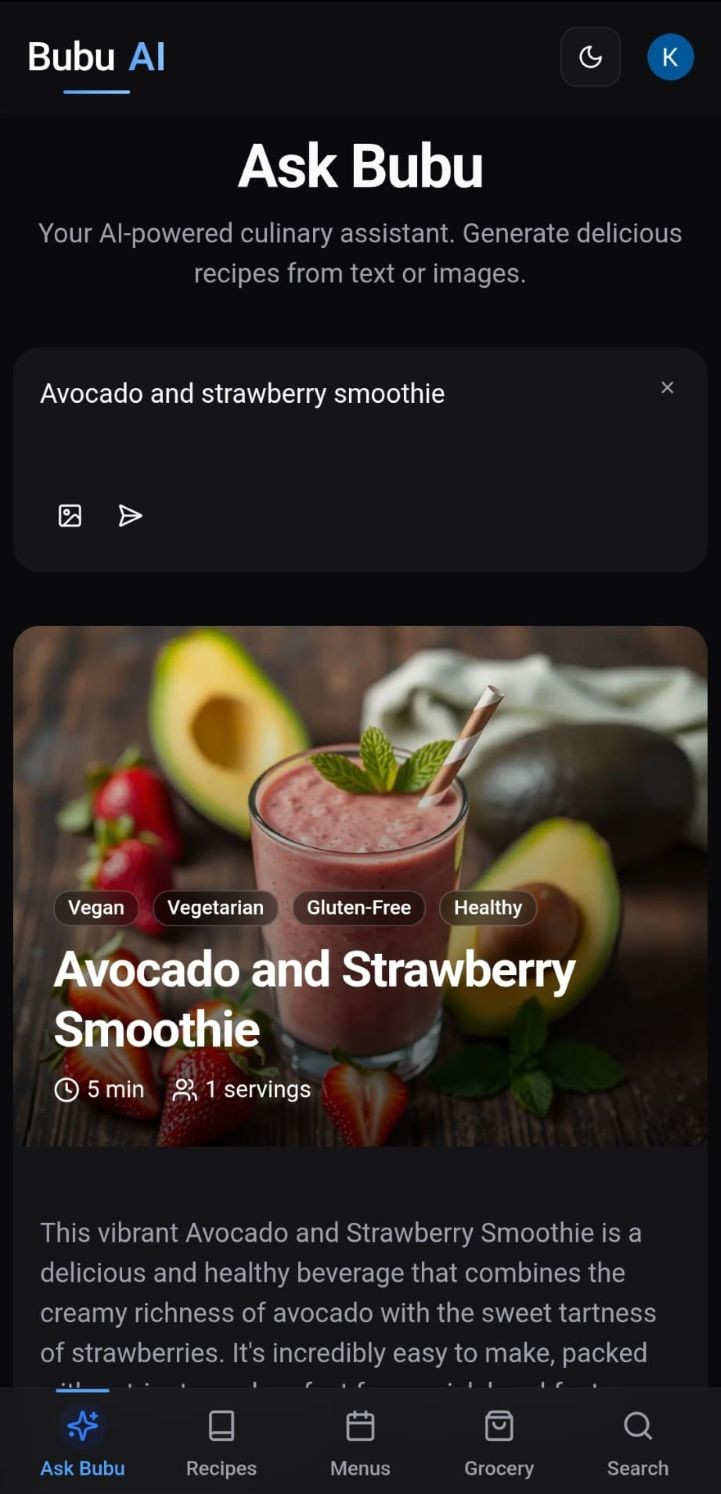 Bubu AI
K
Ask Bubu
Your AI-powered culinary assistant. Generate delicious
recipes from text or images.
Avocado and strawberry smoothie
Vegan Vegetarian Gluten-Free Healthy
Avocado and Strawberry
Smoothie
5 min 1 servings
This vibrant Avocado and Strawberry Smoothie is a
delicious and healthy beverage that combines the
creamy richness of avocado with the sweet tartness
of strawberries. It's incredibly easy to make, packed
Ask Bubu Recipes Menus Grocery Search